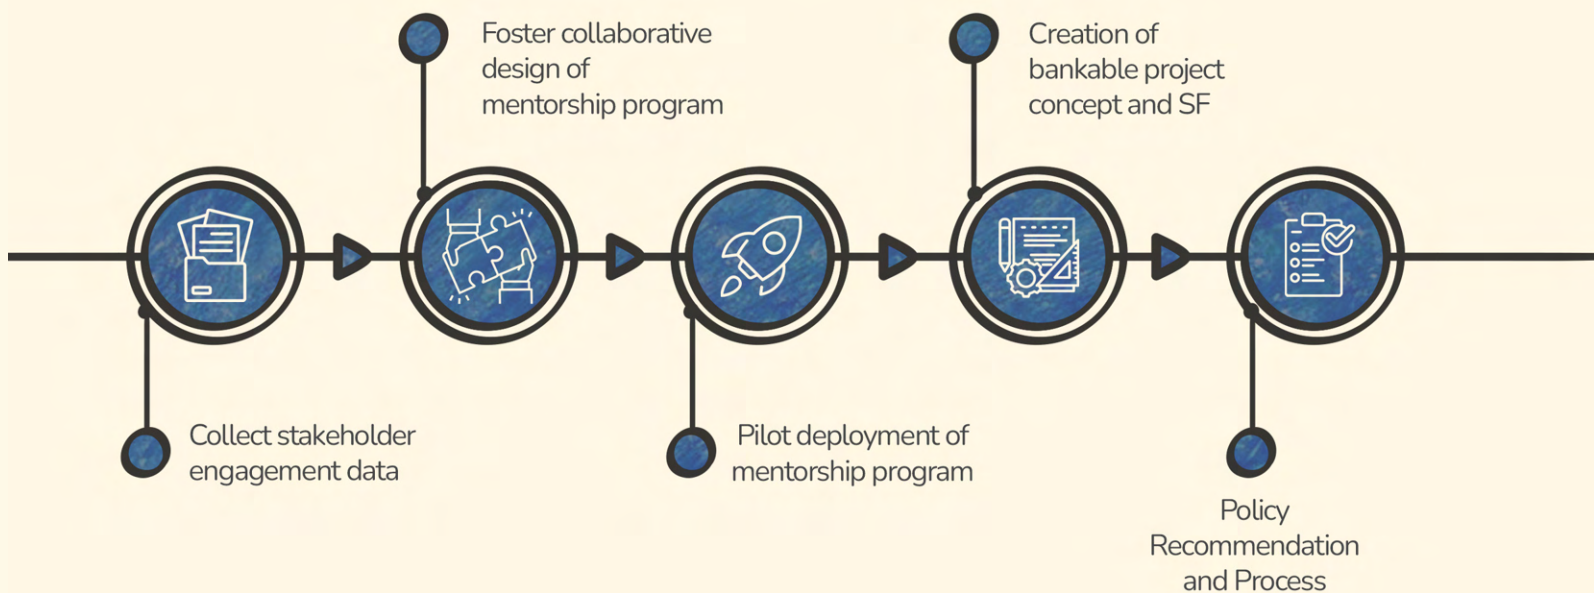 Foster collaborative
design of
mentorship program
Creation of
bankable project
concept and SF
Collect stakeholder
engagement data
Pilot deployment of
mentorship program
Policy
Recommendation
and Process